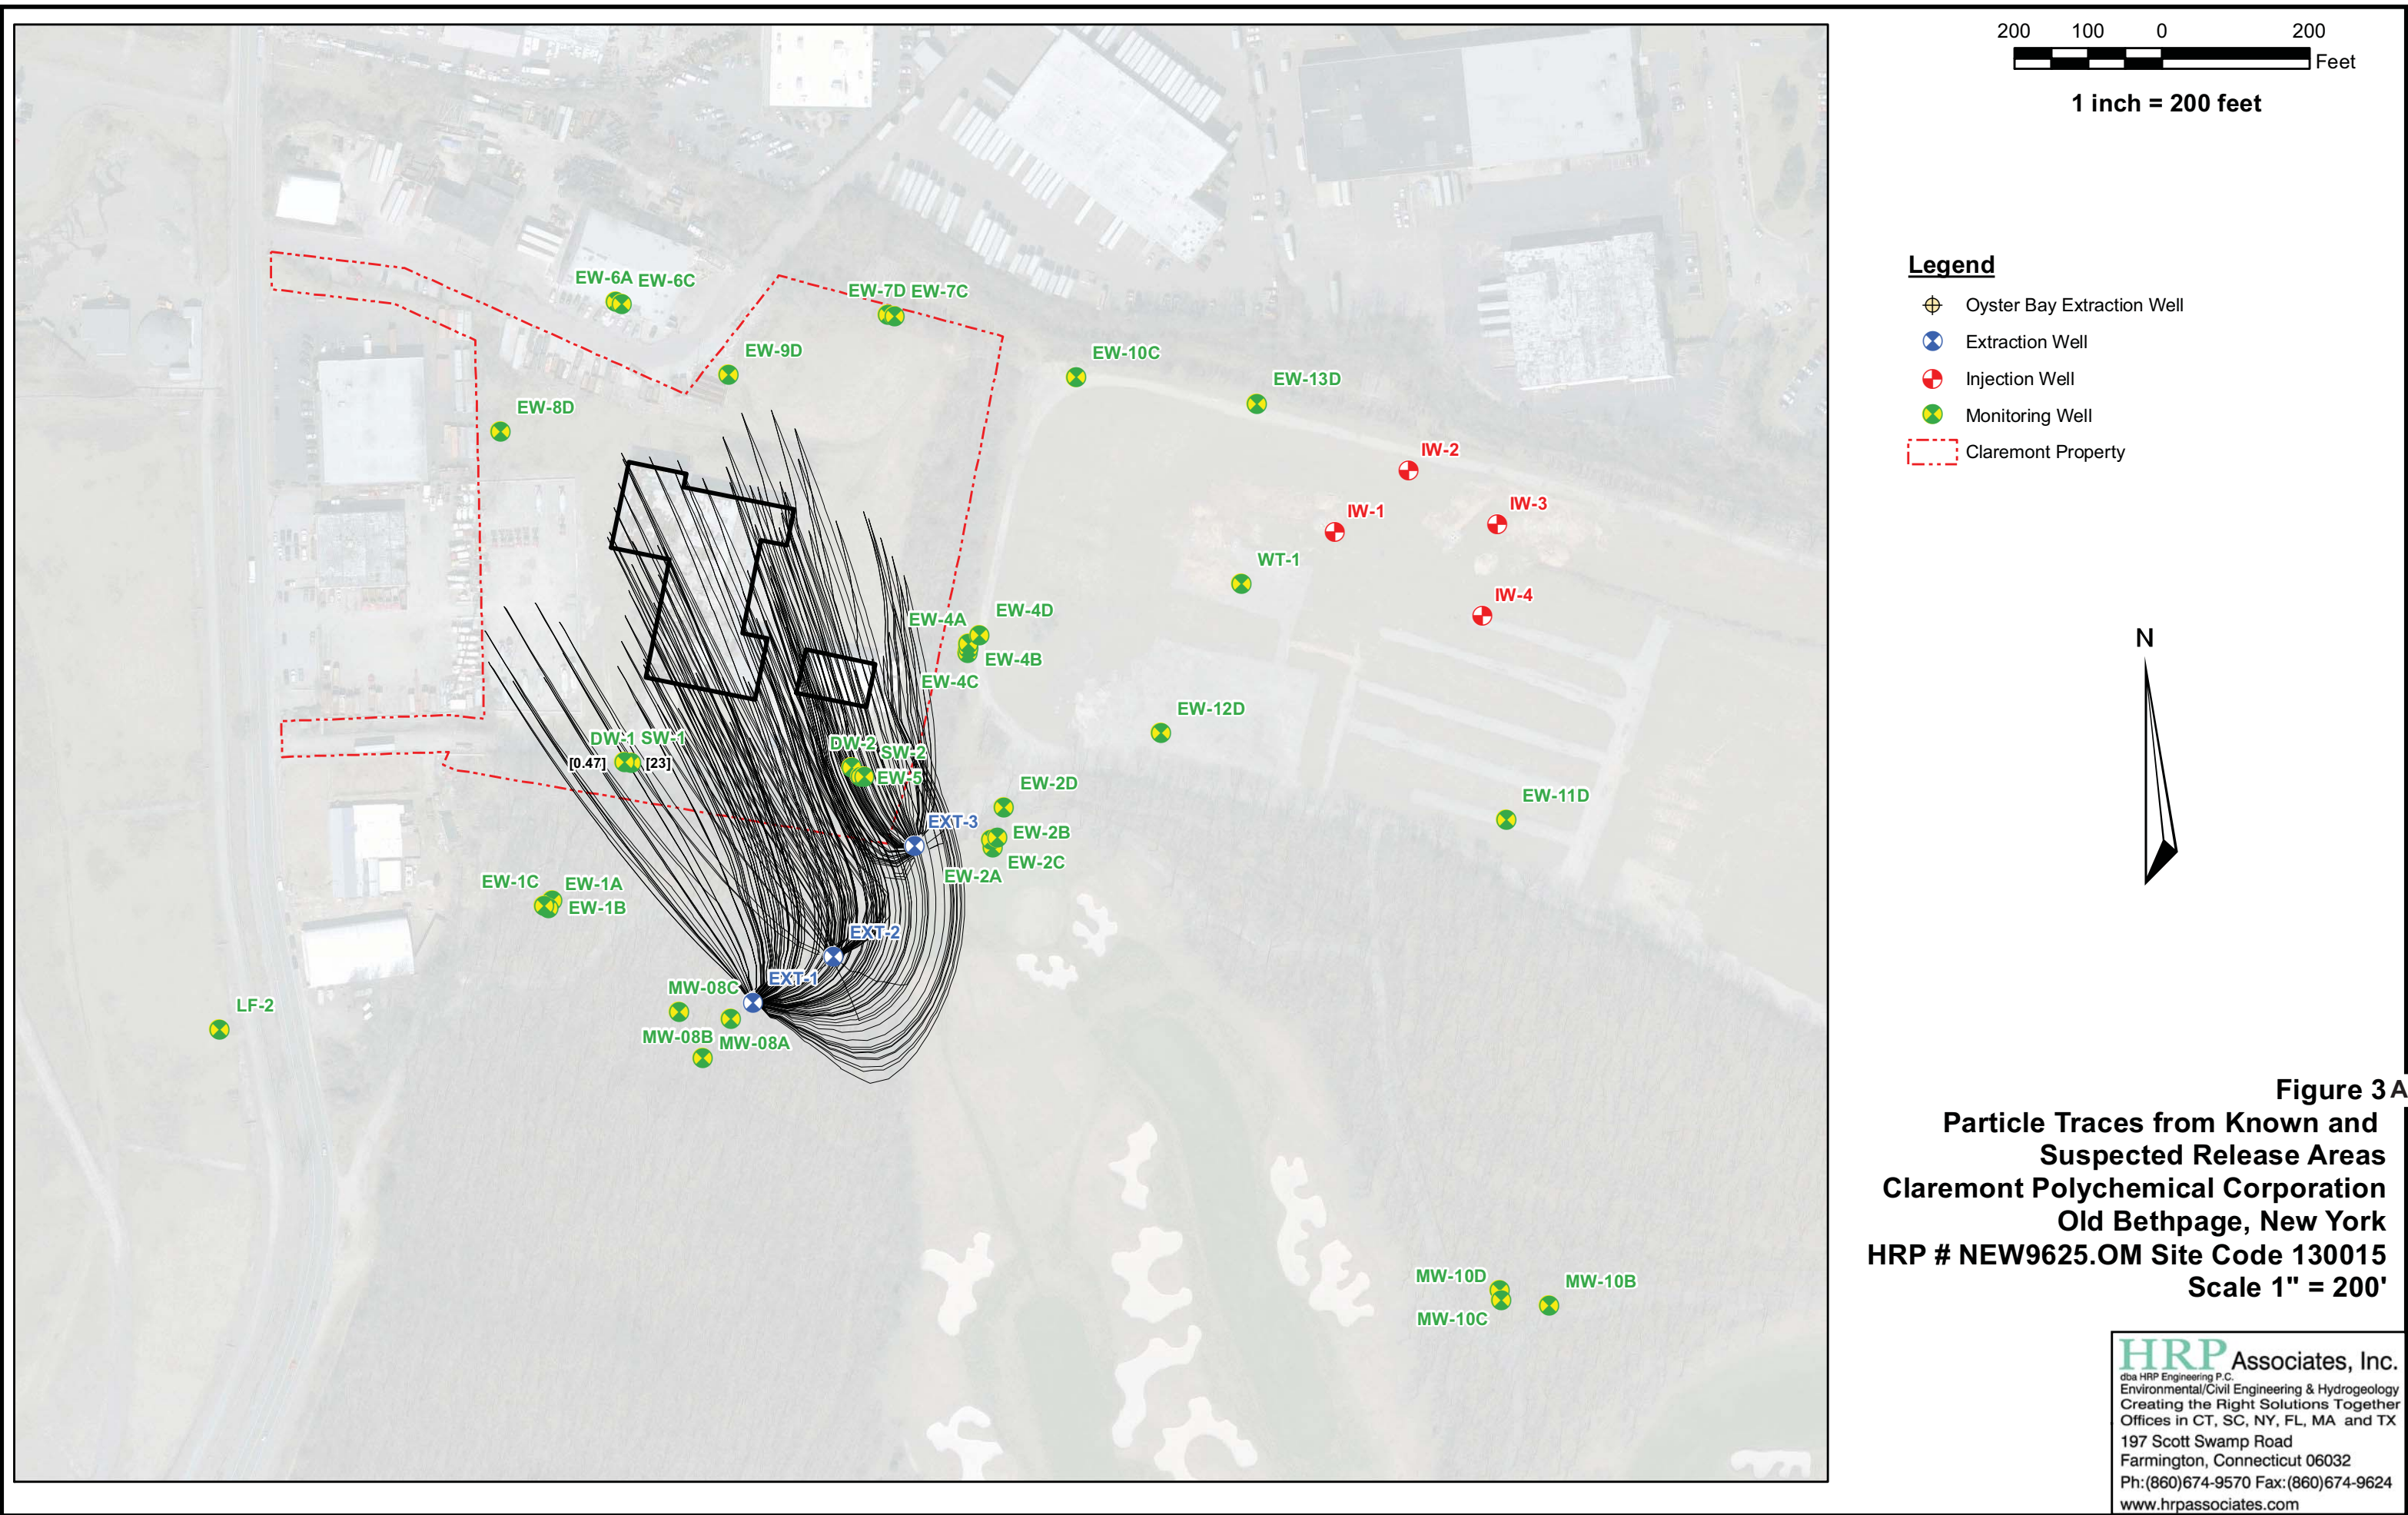 200 100 0 200
Feet
1 inch = 200 feet
Legend
Oyster Bay Extraction Well
Extraction Well
Injection Well
Monitoring Well
Claremont Property
N
EW-6A EW-6C
EW-7D EW-7C
EW-9D
EW-10C
EW-13D
EW-8D
IW-2
IW-1
IW-3
WT-1
IW-4
EW-4A
EW-4D
EW-4B
EW-4C
EW-12D
DW-1 SW-1
[0.47] [23]
DW-2
SW-2
EW-5
EW-2D
EW-11D
EXT-3
EW-2B
EW-2C
EW-2A
EW-1C EW-1A
EW-1B
EXT-2
EXT-1
MW-08C
LF-2
MW-08B MW-08A
MW-10D
MW-10B
MW-10C
Figure 3 A
Particle Traces from Known and
Suspected Release Areas
Claremont Polychemical Corporation
Old Bethpage, New York
HRP # NEW9625.OM Site Code 130015
Scale 1" = 200'
HRP Associates, Inc.
dba HRP Engineering P.C.
Environmental/Civil Engineering & Hydrogeology
Creating the Right Solutions Together
Offices in CT, SC, NY, FL, MA and TX
197 Scott Swamp Road
Farmington, Connecticut 06032
Ph:(860)674-9570 Fax:(860)674-9624
www.hrpassociates.com